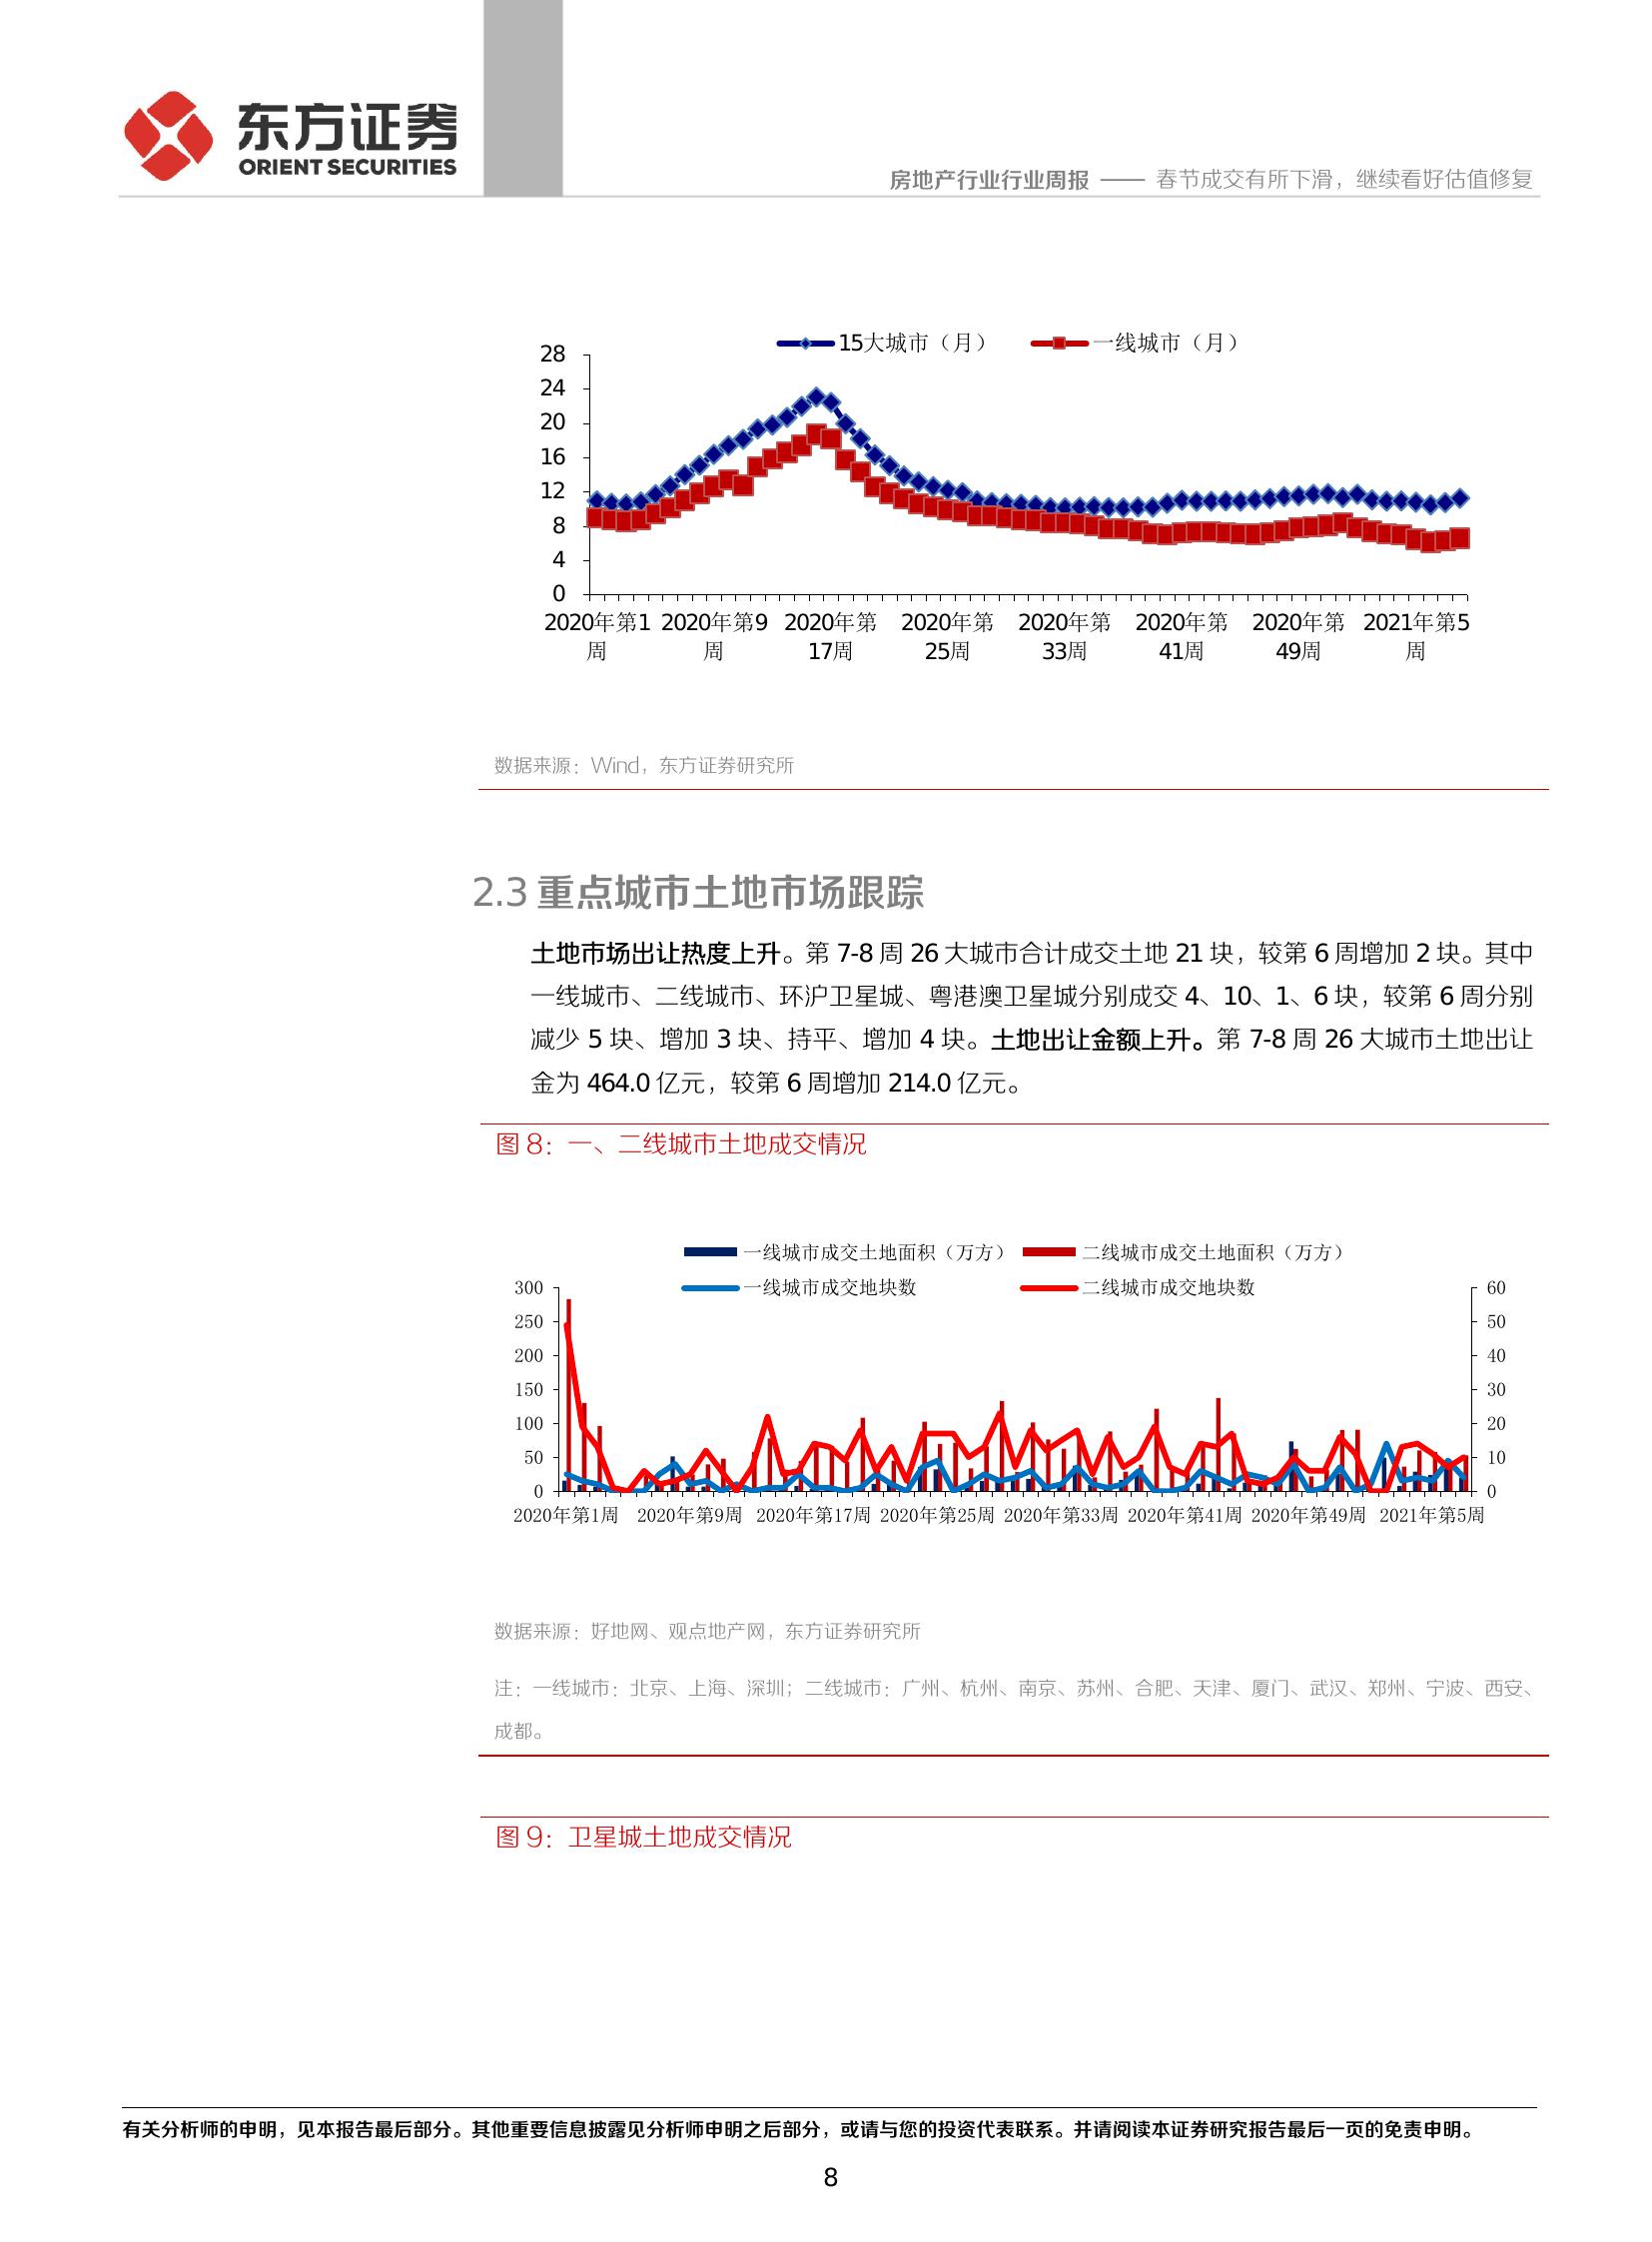 东方证券
ORIENT SECURITIES
房地产行业行业周报 —— 春节成交有所下滑，继续看好估值修复
15大城市（月）
一线城市（月）
28
24
20
16
12
8
4
0
2020年第1周
2020年第9周
2020年第17周
2020年第25周
2020年第33周
2020年第41周
2020年第49周
2021年第5周
数据来源：Wind，东方证券研究所
2.3 重点城市土地市场跟踪
土地市场出让热度上升。第 7-8 周 26 大城市合计成交土地 21 块，较第 6 周增加 2 块。其中
一线城市、二线城市、环沪卫星城、粤港澳卫星城分别成交 4、10、1、6 块，较第 6 周分别
减少 5 块、增加 3 块、持平、增加 4 块。土地出让金额上升。第 7-8 周 26 大城市土地出让
金为 464.0 亿元，较第 6 周增加 214.0 亿元。
图 8：一、二线城市土地成交情况
一线城市成交土地面积（万方）
二线城市成交土地面积（万方）
一线城市成交地块数
二线城市成交地块数
300
250
200
150
100
50
0
60
50
40
30
20
10
0
2020年第1周
2020年第9周
2020年第17周
2020年第25周
2020年第33周
2020年第41周
2020年第49周
2021年第5周
数据来源：好地网、观点地产网，东方证券研究所
注：一线城市：北京、上海、深圳；二线城市：广州、杭州、南京、苏州、合肥、天津、厦门、武汉、郑州、宁波、西安、
成都。
图 9：卫星城土地成交情况
有关分析师的申明，见本报告最后部分。其他重要信息披露见分析师申明之后部分，或请与您的投资代表联系。并请阅读本证券研究报告最后一页的免责申明。
8